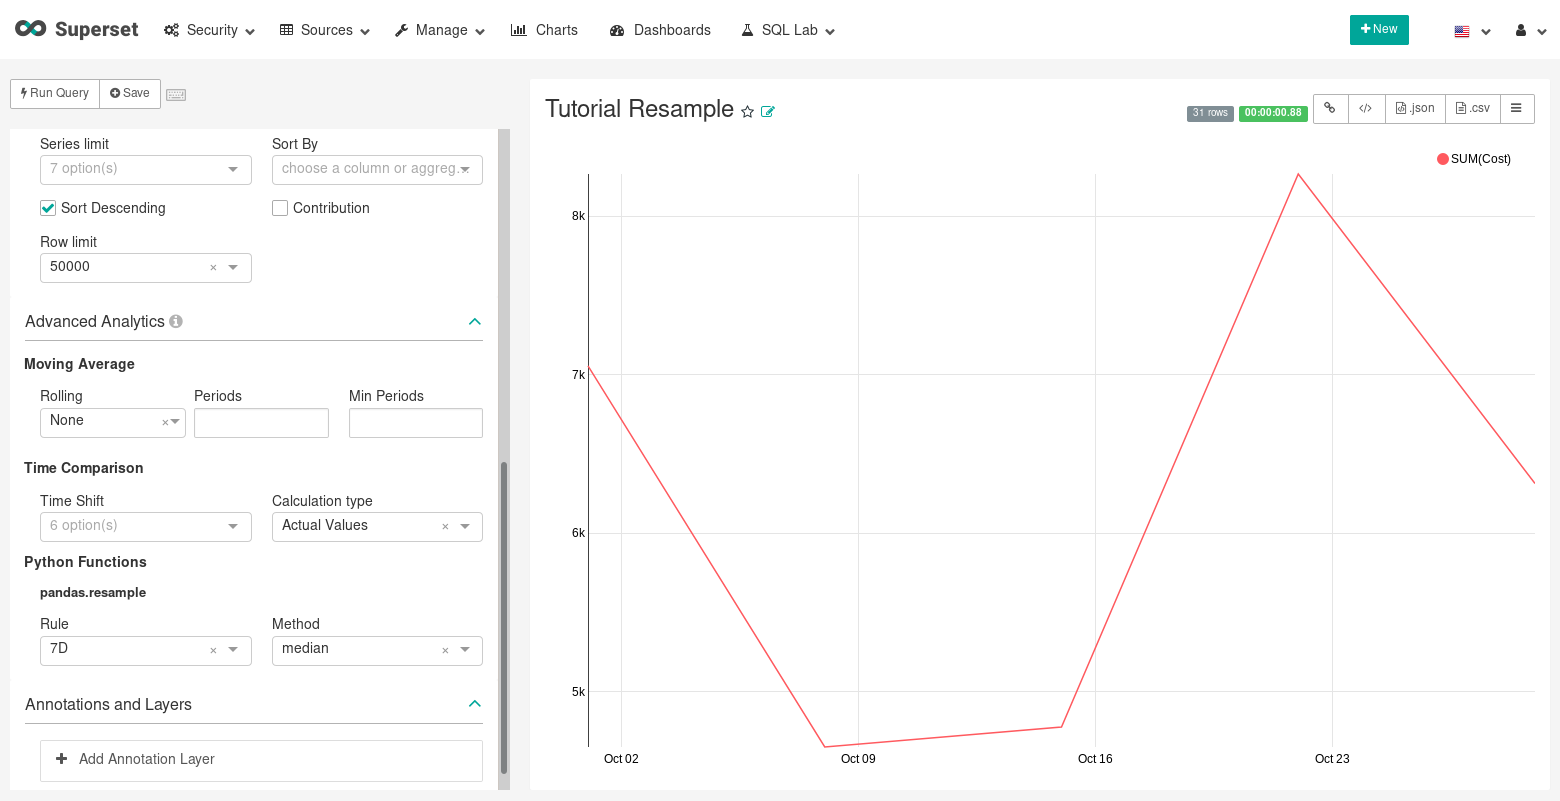 Superset Security Sources Manage Charts Dashboards SQL Lab New
Run Query Save
Series limit Sort By
7 option(s) choose a column or aggreg...
Sort Descending Contribution
Row limit
50000 ×
Advanced Analytics
Moving Average
Rolling Periods Min Periods
None ×
Time Comparison
Time Shift Calculation type
6 option(s) Actual Values ×
Python Functions
pandas.resample
Rule Method
7D × median ×
Annotations and Layers
Add Annotation Layer
Tutorial Resample
31 rows 00:00:00.88 </> .json .csv
SUM(Cost)
8k
7k
6k
5k
Oct 02 Oct 09 Oct 16 Oct 23